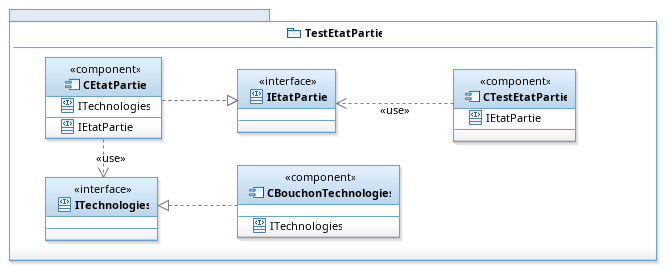 TestEtatPartie
«component»
CEtatPartie
ITechnologies
IEtatPartie
«interface»
IEtatPartie
«component»
CTestEtatPartie
IEtatPartie
«use»
«use»
«interface»
ITechnologies
«component»
CBouchonTechnologies
ITechnologies